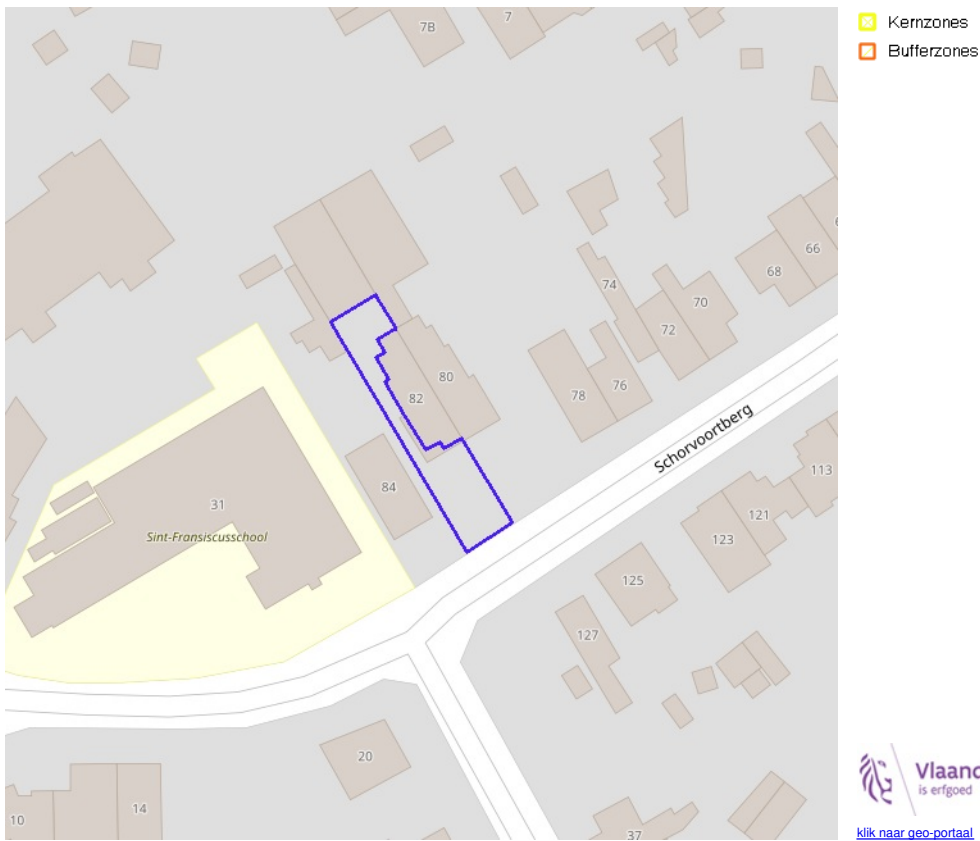 Kernzones
Bufferzones
7B
7
66
68
74
70
72
80
82
78
76
Schorvoortberg
113
121
123
84
31
Sint-Fransiscusschool
125
127
20
14
10
37
Vlaand
is erfgoed
klik naar geo-portaal